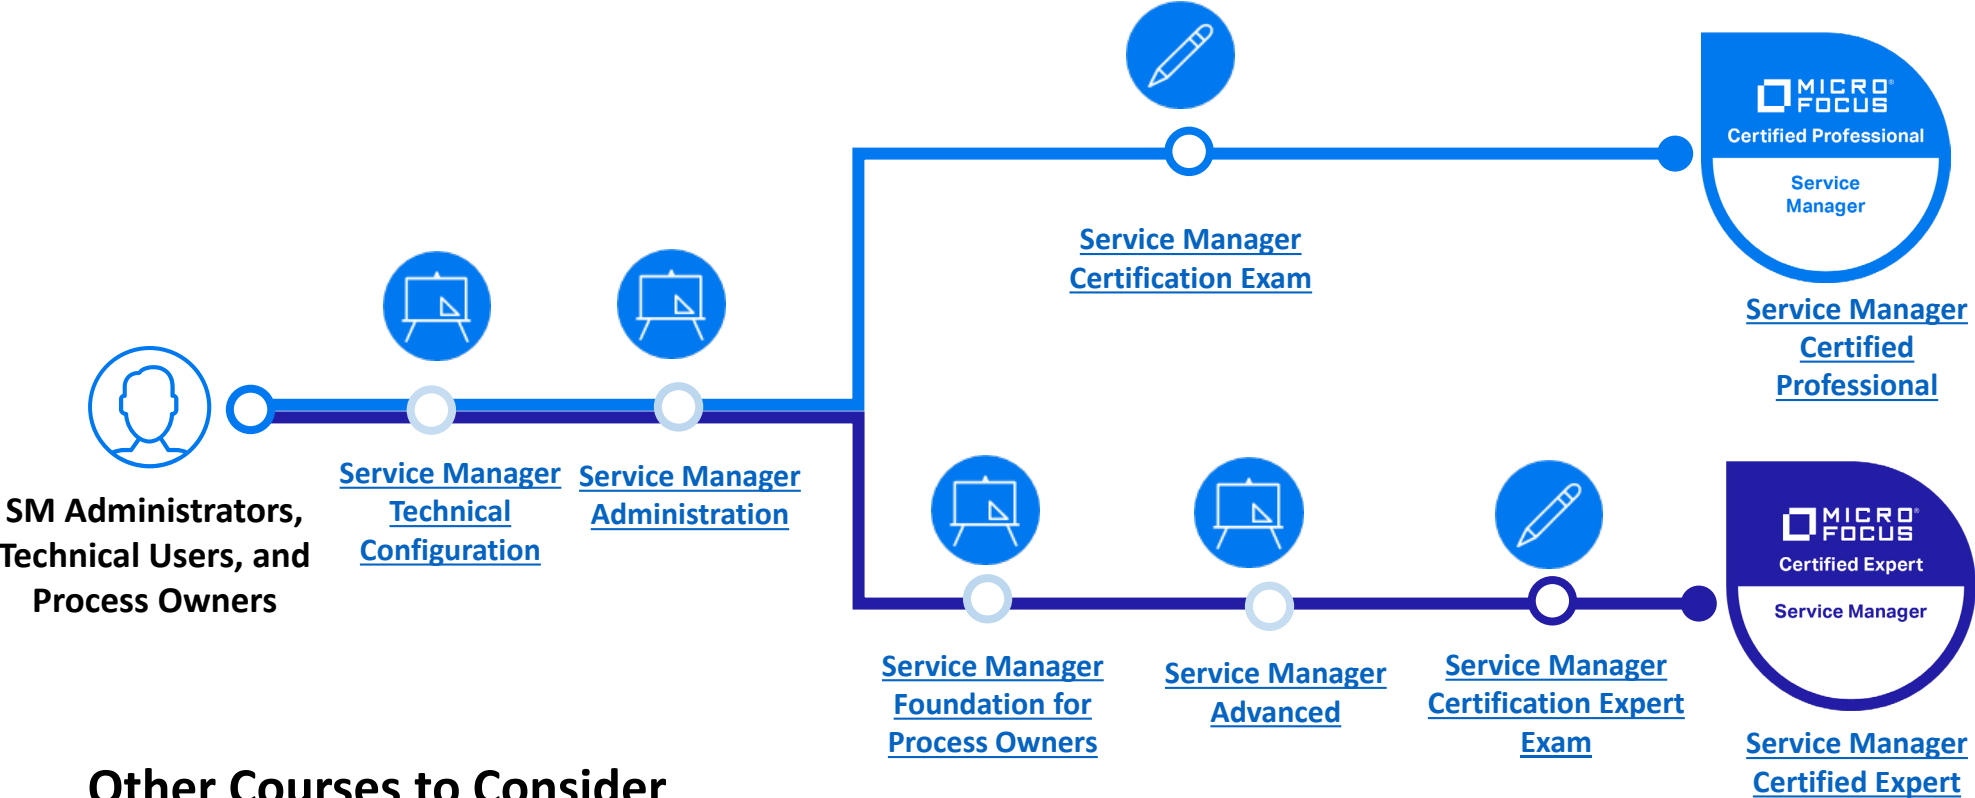 MICRO®
FOCUS
Certified Professional
Service
Manager
Service Manager
Certification Exam
Service Manager
Certified
Professional
SM Administrators,
Technical Users, and
Process Owners
Service Manager
Technical
Configuration
Service Manager
Administration
MICRO®
FOCUS
Certified Expert
Service Manager
Service Manager
Foundation for
Process Owners
Service Manager
Advanced
Service Manager
Certification Expert
Exam
Service Manager
Certified Expert
Other Courses to Consider